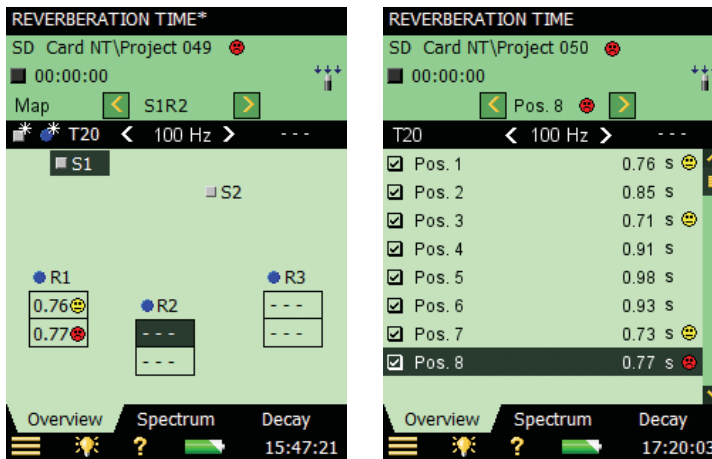 REVERBERATION TIME*
SD Card NT\Project 049
00:00:00
Map < S1R2 >
T20 < 100 Hz > ---
S1
S2
R1
R2
R3
0.76
0.77
---
---
---
---
Overview Spectrum Decay
? 15:47:21
REVERBERATION TIME
SD Card NT\Project 050
00:00:00
< Pos. 8 >
T20 < 100 Hz > ---
Pos. 1 0.76 s
Pos. 2 0.85 s
Pos. 3 0.71 s
Pos. 4 0.91 s
Pos. 5 0.98 s
Pos. 6 0.93 s
Pos. 7 0.73 s
Pos. 8 0.77 s
Overview Spectrum Decay
? 17:20:03